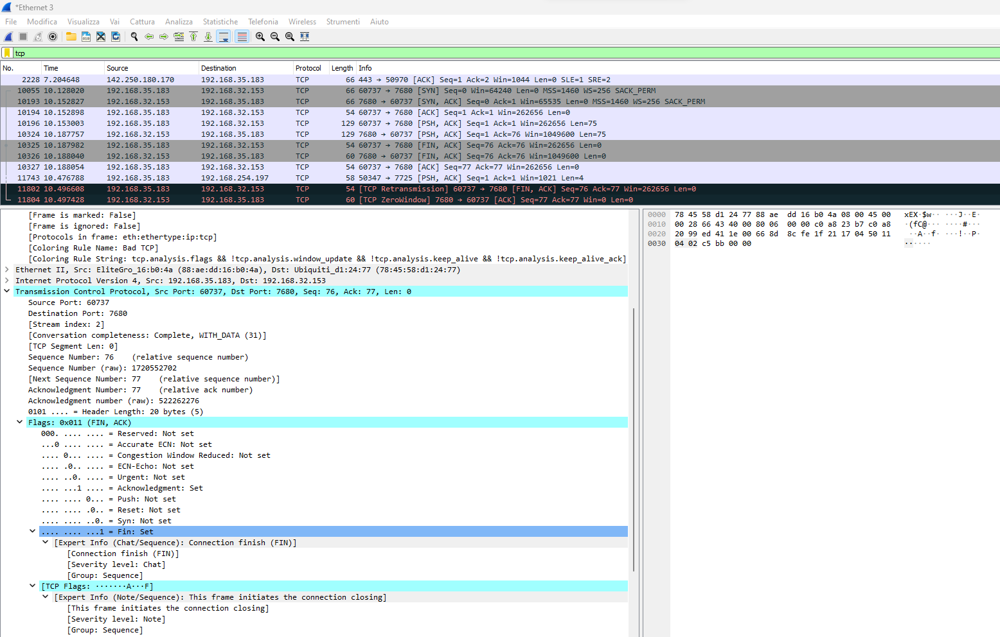 *Ethernet 3
File Modifica Visualizza Vai Cattura Analizza Statistiche Telefonia Wireless Strumenti Aiuto
tcp
No. Time Source Destination Protocol Length Info
2228 7.204648 142.250.180.170 192.168.35.183 TCP 66 443 → 50970 [ACK] Seq=1 Ack=2 Win=1044 Len=0 SLE=1 SRE=2
10055 10.128020 192.168.35.183 192.168.32.153 TCP 66 60737 → 7680 [SYN] Seq=0 Win=64240 Len=0 MSS=1460 WS=256 SACK_PERM
10193 10.152827 192.168.32.153 192.168.35.183 TCP 66 7680 → 60737 [SYN, ACK] Seq=0 Ack=1 Win=65535 Len=0 MSS=1460 WS=256 SACK_PERM
10194 10.152898 192.168.35.183 192.168.32.153 TCP 54 60737 → 7680 [ACK] Seq=1 Ack=1 Win=262656 Len=0
10196 10.153003 192.168.35.183 192.168.32.153 TCP 129 60737 → 7680 [PSH, ACK] Seq=1 Ack=1 Win=262656 Len=75
10324 10.187757 192.168.32.153 192.168.35.183 TCP 129 7680 → 60737 [PSH, ACK] Seq=1 Ack=76 Win=1049600 Len=75
10325 10.187982 192.168.35.183 192.168.32.153 TCP 54 60737 → 7680 [FIN, ACK] Seq=76 Ack=76 Win=262656 Len=0
10326 10.188040 192.168.32.153 192.168.35.183 TCP 60 7680 → 60737 [FIN, ACK] Seq=76 Ack=76 Win=1049600 Len=0
10327 10.188054 192.168.35.183 192.168.32.153 TCP 54 60737 → 7680 [ACK] Seq=77 Ack=77 Win=262656 Len=0
11743 10.476788 192.168.35.183 192.168.254.197 TCP 58 50347 → 7725 [PSH, ACK] Seq=1 Ack=1 Win=1021 Len=4
11802 10.496608 192.168.35.183 192.168.32.153 TCP 54 [TCP Retransmission] 60737 → 7680 [FIN, ACK] Seq=76 Ack=77 Win=262656 Len=0
11804 10.497428 192.168.32.153 192.168.35.183 TCP 60 [TCP ZeroWindow] 7680 → 60737 [ACK] Seq=77 Ack=77 Win=0 Len=0
[Frame is marked: False]
[Frame is ignored: False]
[Protocols in frame: eth:ethertype:ip:tcp]
[Coloring Rule Name: Bad TCP]
[Coloring Rule String: tcp.analysis.flags && !tcp.analysis.window_update && !tcp.analysis.keep_alive && !tcp.analysis.keep_alive_ack]
Ethernet II, Src: EliteGro_16:b0:4a (88:ae:dd:16:b0:4a), Dst: Ubiquiti_d1:24:77 (78:45:58:d1:24:77)
Internet Protocol Version 4, Src: 192.168.35.183, Dst: 192.168.32.153
Transmission Control Protocol, Src Port: 60737, Dst Port: 7680, Seq: 76, Ack: 77, Len: 0
Source Port: 60737
Destination Port: 7680
[Stream index: 2]
[Conversation completeness: Complete, WITH_DATA (31)]
[TCP Segment Len: 0]
Sequence Number: 76 (relative sequence number)
Sequence Number (raw): 1720552702
[Next Sequence Number: 77 (relative sequence number)]
Acknowledgment Number: 77 (relative ack number)
Acknowledgment number (raw): 522262276
0101 .... = Header Length: 20 bytes (5)
Flags: 0x011 (FIN, ACK)
000. .... .... = Reserved: Not set
...0 .... .... = Accurate ECN: Not set
.... 0... .... = Congestion Window Reduced: Not set
.... .0.. .... = ECN-Echo: Not set
.... ..0. .... = Urgent: Not set
.... ...1 .... = Acknowledgment: Set
.... .... 0... = Push: Not set
.... .... .0.. = Reset: Not set
.... .... ..0. = Syn: Not set
.... .... ...1 = Fin: Set
[Expert Info (Chat/Sequence): Connection finish (FIN)]
[Connection finish (FIN)]
[Severity level: Chat]
[Group: Sequence]
[TCP Flags: ·······A···F]
[Expert Info (Note/Sequence): This frame initiates the connection closing]
[This frame initiates the connection closing]
[Severity level: Note]
[Group: Sequence]
0000 78 45 58 d1 24 77 88 ae dd 16 b0 4a 08 00 45 00 xEX·$w·· ···J··E·
0010 00 28 66 43 40 00 80 06 00 00 c0 a8 23 b7 c0 a8 ·(fC@··· ····#···
0020 20 99 ed 41 1e 00 66 8d 8c fe 1f 21 17 04 50 11 ··A··f· ···!··P·
0030 04 02 c5 bb 00 00 ······